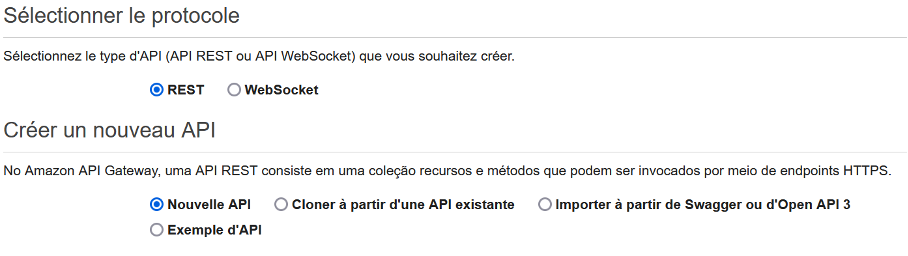 Sélectionner le protocole
Sélectionnez le type d'API (API REST ou API WebSocket) que vous souhaitez créer.
REST WebSocket
Créer un nouveau API
No Amazon API Gateway, uma API REST consiste em uma coleção recursos e métodos que podem ser invocados por meio de endpoints HTTPS.
Nouvelle API Cloner à partir d'une API existante Importer à partir de Swagger ou d'Open API 3
Exemple d'API